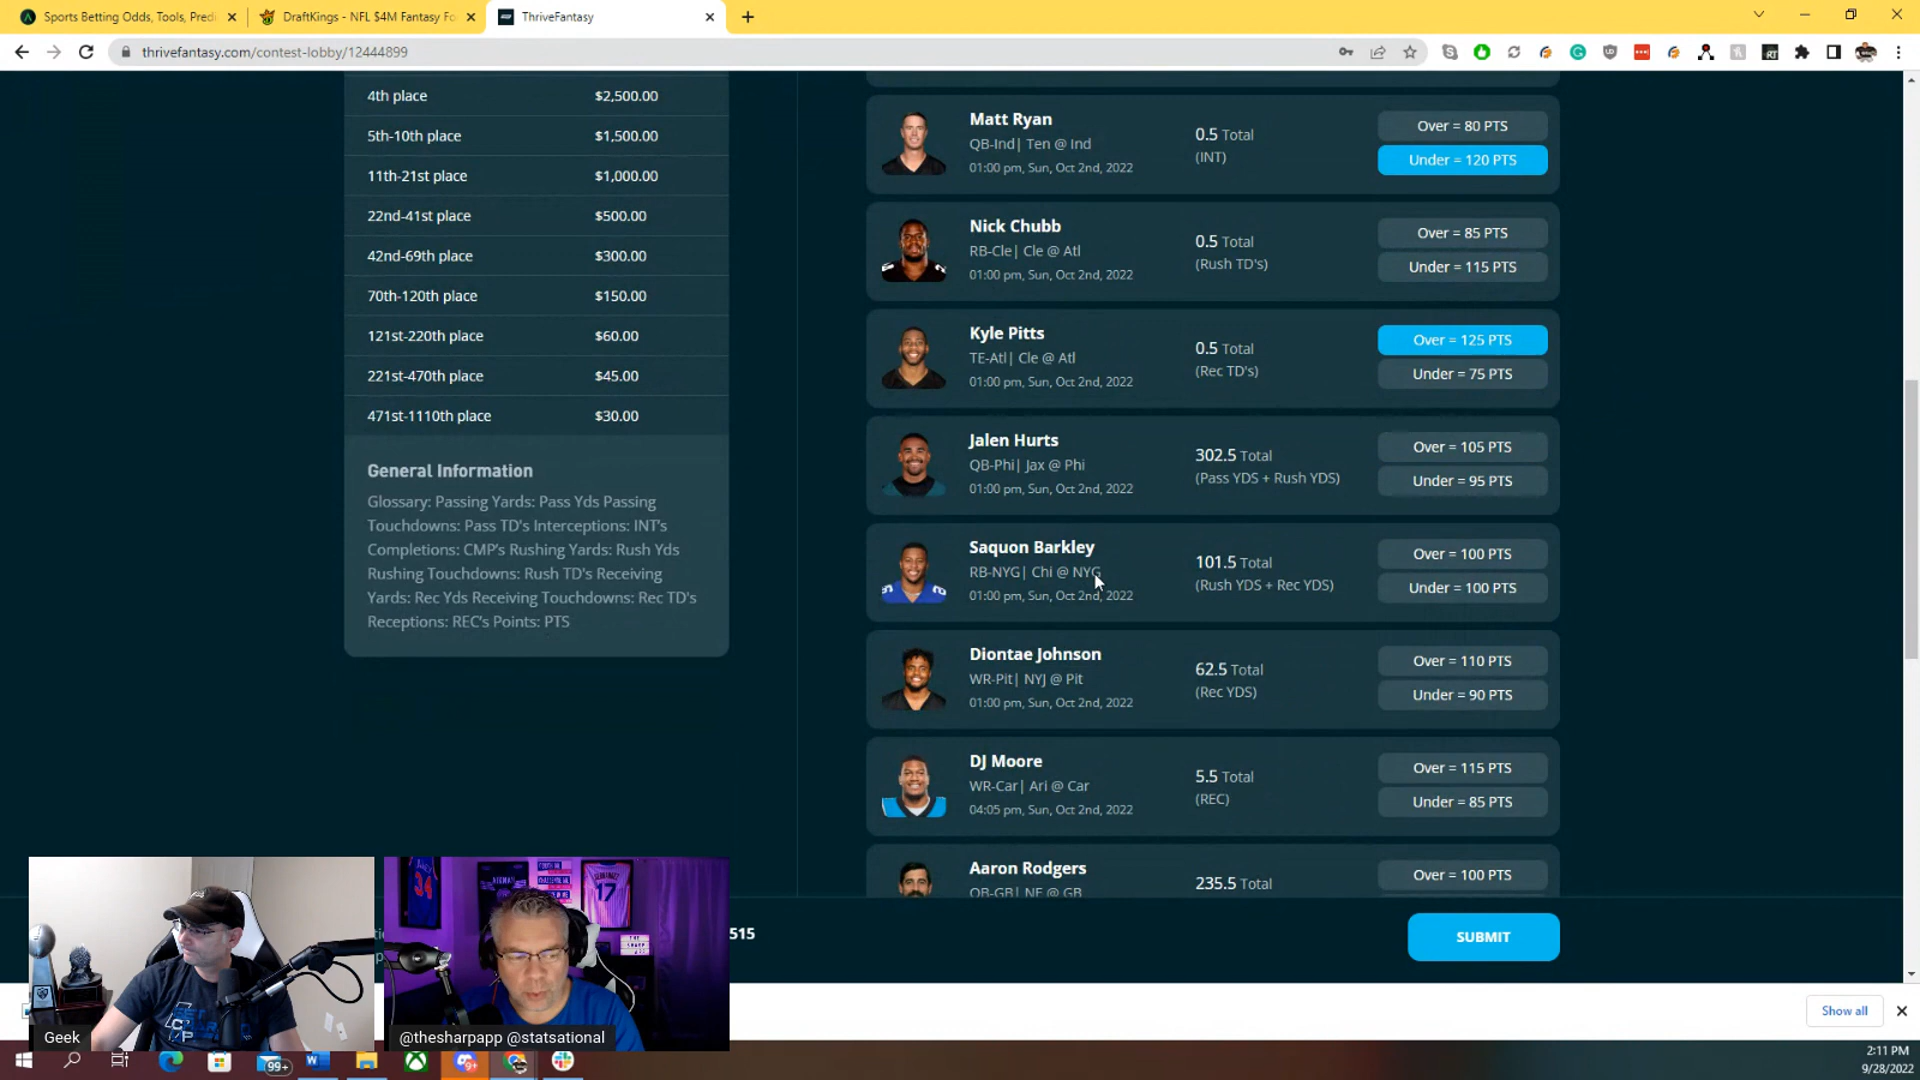 Sports Betting Odds, Tools, Predi
DraftKings - NFL $4M Fantasy Fo
ThriveFantasy
thrivefantasy.com/contest-lobby/12444899
4th place $2,500.00
5th-10th place $1,500.00
11th-21st place $1,000.00
22nd-41st place $500.00
42nd-69th place $300.00
70th-120th place $150.00
121st-220th place $60.00
221st-470th place $45.00
471st-1110th place $30.00
General Information
Glossary: Passing Yards: Pass Yds Passing
Touchdowns: Pass TD's Interceptions: INT's
Completions: CMP's Rushing Yards: Rush Yds
Rushing Touchdowns: Rush TD's Receiving
Yards: Rec Yds Receiving Touchdowns: Rec TD's
Receptions: REC's Points: PTS
Matt Ryan
QB-Ind| Ten @ Ind
01:00 pm, Sun, Oct 2nd, 2022
0.5 Total
(INT)
Over = 80 PTS
Under = 120 PTS
Nick Chubb
RB-Cle| Cle @ Atl
01:00 pm, Sun, Oct 2nd, 2022
0.5 Total
(Rush TD's)
Over = 85 PTS
Under = 115 PTS
Kyle Pitts
TE-Atl| Cle @ Atl
01:00 pm, Sun, Oct 2nd, 2022
0.5 Total
(Rec TD's)
Over = 125 PTS
Under = 75 PTS
Jalen Hurts
QB-Phi| Jax @ Phi
01:00 pm, Sun, Oct 2nd, 2022
302.5 Total
(Pass YDS + Rush YDS)
Over = 105 PTS
Under = 95 PTS
Saquon Barkley
RB-NYG| Chi @ NYG
01:00 pm, Sun, Oct 2nd, 2022
101.5 Total
(Rush YDS + Rec YDS)
Over = 100 PTS
Under = 100 PTS
Diontae Johnson
WR-Pit| NYJ @ Pit
01:00 pm, Sun, Oct 2nd, 2022
62.5 Total
(Rec YDS)
Over = 110 PTS
Under = 90 PTS
DJ Moore
WR-Car| Ari @ Car
04:05 pm, Sun, Oct 2nd, 2022
5.5 Total
(REC)
Over = 115 PTS
Under = 85 PTS
Aaron Rodgers
QB-GB| NE @ GB
235.5 Total
Over = 100 PTS
515
SUBMIT
34
17
THE SHARP APP
Geek
@thesharpapp @statsational
Show all
99+
2:11 PM
9/28/2022